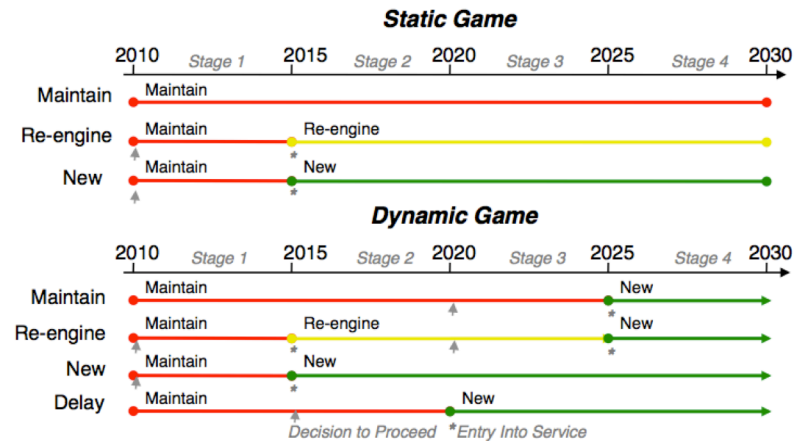 Static Game
2010 Stage 1 2015 Stage 2 2020 Stage 3 2025 Stage 4 2030
Maintain Maintain
Re-engine Maintain Re-engine
* 
New Maintain New
*
Dynamic Game
2010 Stage 1 2015 Stage 2 2020 Stage 3 2025 Stage 4 2030
Maintain Maintain New
*
Re-engine Maintain Re-engine New
* *
New Maintain New
*
Delay Maintain New
Decision to Proceed *Entry Into Service